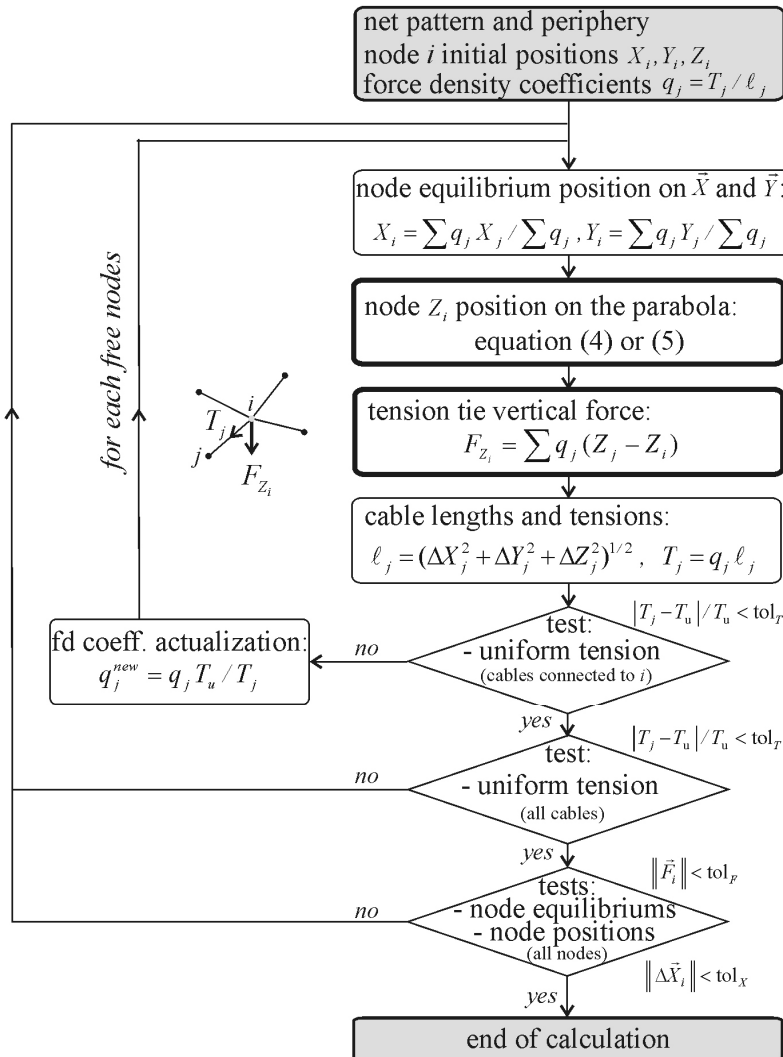 net pattern and periphery
node i initial positions X_i, Y_i, Z_i
force density coefficients q_j = T_j / ℓ_j
node equilibrium position on X⃗ and Y⃗:
X_i = ∑ q_j X_j / ∑ q_j , Y_i = ∑ q_j Y_j / ∑ q_j
node Z_i position on the parabola:
equation (4) or (5)
for each free nodes
i
T_j
j
F_{Z_i}
tension tie vertical force:
F_{Z_i} = ∑ q_j (Z_j − Z_i)
cable lengths and tensions:
ℓ_j = (ΔX_j^2 + ΔY_j^2 + ΔZ_j^2)^{1/2} , T_j = q_j ℓ_j
|T_j − T_u| / T_u < tol_T
test:
- uniform tension
(cables connected to i)
no
fd coeff. actualization:
q_j^{new} = q_j T_u / T_j
yes
|T_j − T_u| / T_u < tol_T
test:
- uniform tension
(all cables)
no
yes
‖F⃗_i‖ < tol_F
tests:
- node equilibriums
- node positions
(all nodes)
no
‖ΔX⃗_i‖ < tol_X
yes
end of calculation